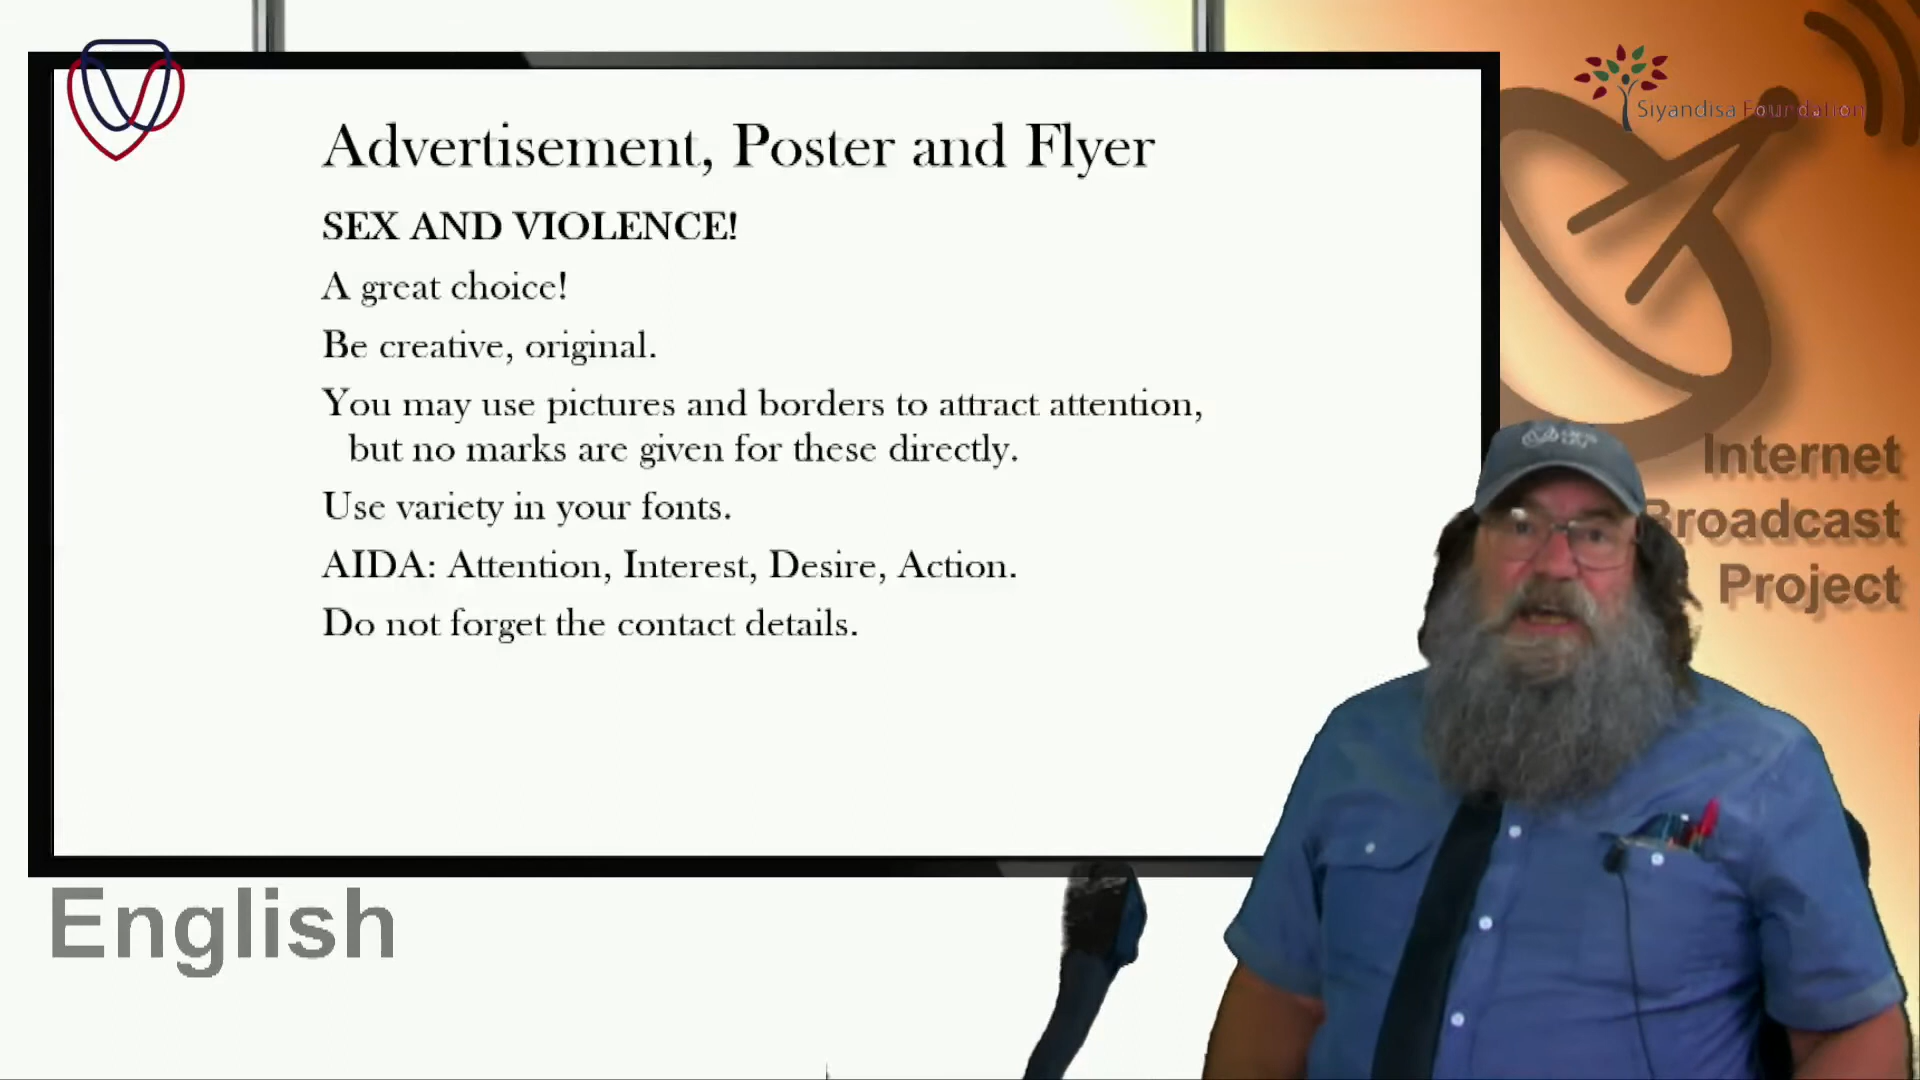 Advertisement, Poster and Flyer
SEX AND VIOLENCE!
A great choice!
Be creative, original.
You may use pictures and borders to attract attention,
but no marks are given for these directly.
Use variety in your fonts.
AIDA: Attention, Interest, Desire, Action.
Do not forget the contact details.
Siyandisa Foundation
Internet
Broadcast
Project
English